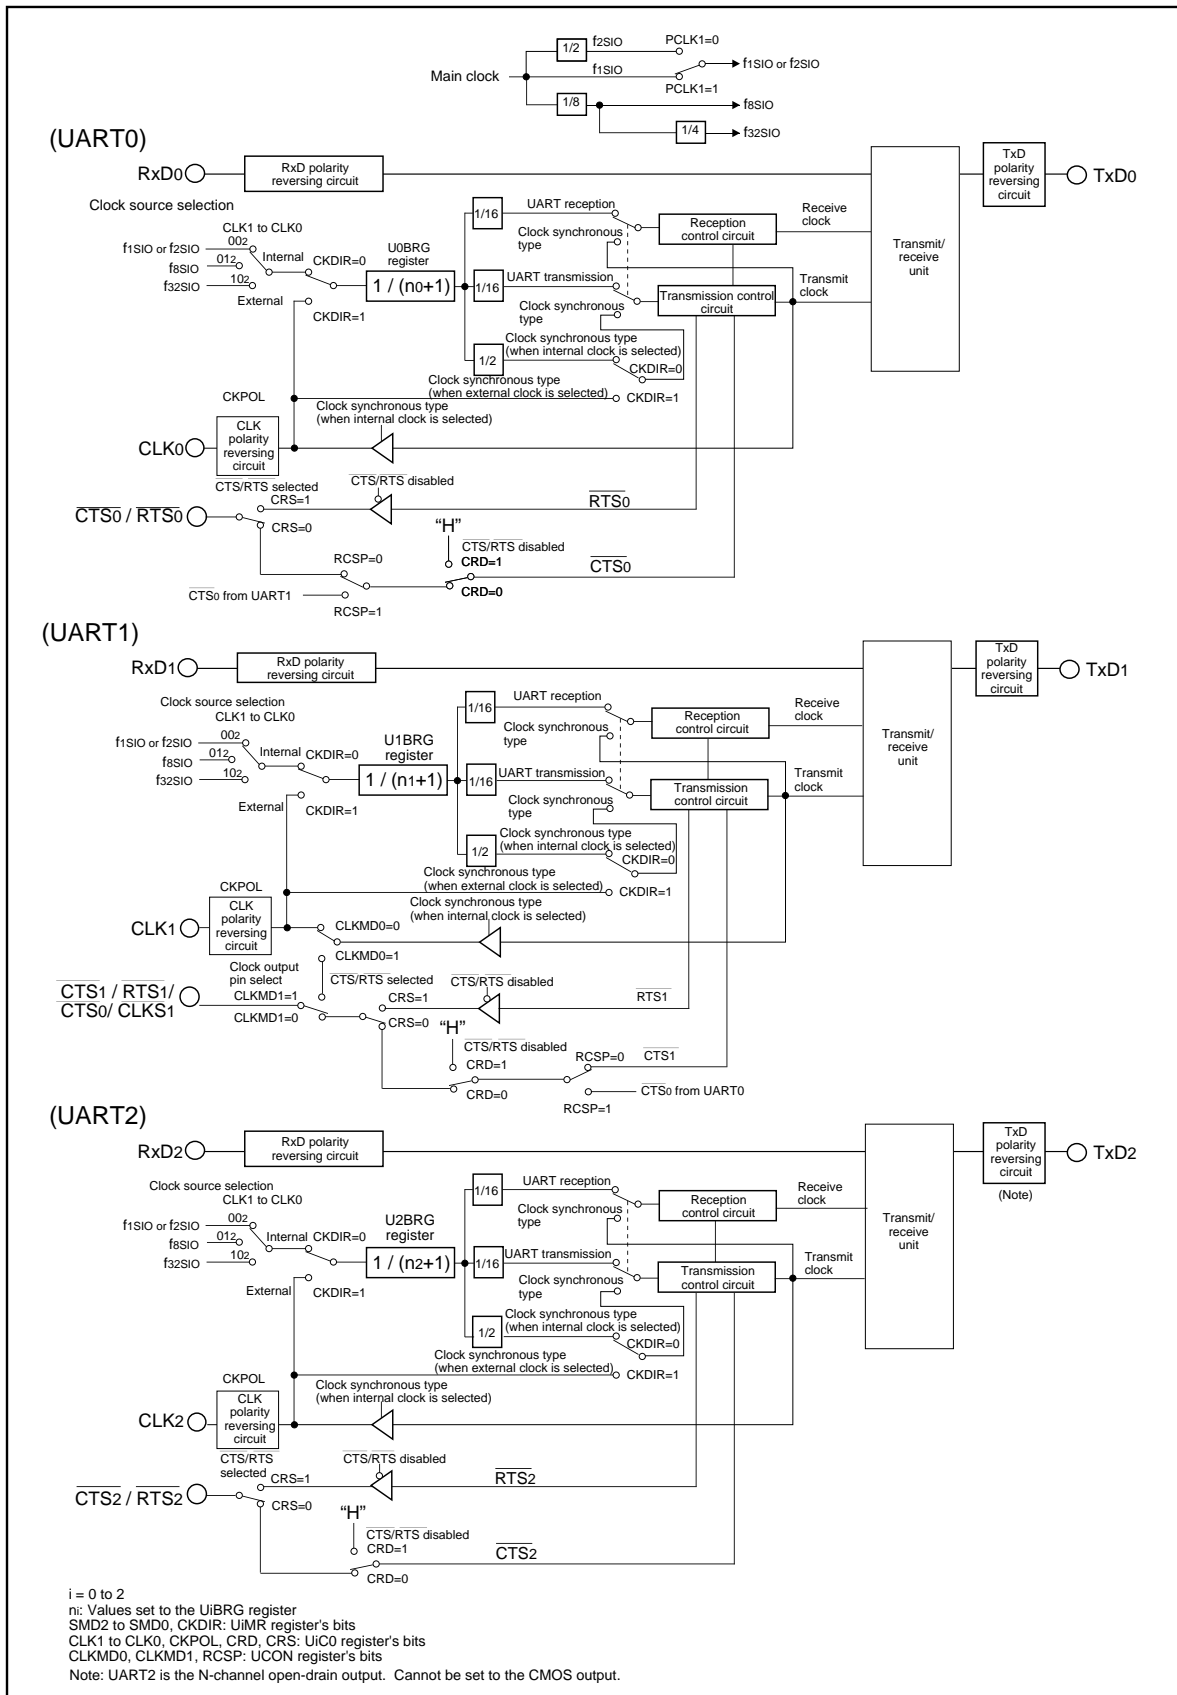 1/2
f2SIO
PCLK1=0
Main clock
f1SIO
f1SIO or f2SIO
PCLK1=1
1/8
f8SIO
1/4
f32SIO
(UART0)
RxD0
RxD polarity
reversing circuit
Transmit/
receive
unit
TxD
polarity
reversing
circuit
TxD0
Clock source selection
CLK1 to CLK0
f1SIO or f2SIO
002
Internal
f8SIO
012
f32SIO
102
External
CKDIR=0
CKDIR=1
U0BRG
register
1 / (n0+1)
1/16
UART reception
Clock synchronous
type
Reception
control circuit
Receive
clock
1/16
UART transmission
Clock synchronous
type
Transmission control
circuit
Transmit
clock
1/2
Clock synchronous type
(when internal clock is selected)
CKDIR=0
Clock synchronous type
(when external clock is selected)
CKDIR=1
CKPOL
CLK0
CLK
polarity
reversing
circuit
Clock synchronous type
(when internal clock is selected)
CTS/RTS selected
CTS/RTS disabled
CTS0 / RTS0
CRS=1
CRS=0
RTS0
“H”
CTS/RTS disabled
CRD=1
CRD=0
CTS0
RCSP=0
CTS0 from UART1
RCSP=1
(UART1)
RxD1
RxD polarity
reversing circuit
Transmit/
receive
unit
TxD
polarity
reversing
circuit
TxD1
Clock source selection
CLK1 to CLK0
f1SIO or f2SIO
002
Internal
f8SIO
012
f32SIO
102
External
CKDIR=0
CKDIR=1
U1BRG
register
1 / (n1+1)
1/16
UART reception
Clock synchronous
type
Reception
control circuit
Receive
clock
1/16
UART transmission
Clock synchronous
type
Transmission
control circuit
Transmit
clock
1/2
Clock synchronous type
(when internal clock is selected)
CKDIR=0
Clock synchronous type
(when external clock is selected)
CKDIR=1
CKPOL
CLK1
CLK
polarity
reversing
circuit
Clock synchronous type
(when internal clock is selected)
CLKMD0=0
CLKMD0=1
Clock output
pin select
CTS/RTS selected
CTS/RTS disabled
CTS1 / RTS1/
CTS0/ CLKS1
CLKMD1=1
CLKMD1=0
CRS=1
CRS=0
RTS1
“H”
CTS/RTS disabled
CRD=1
CRD=0
RCSP=0
CTS1
CTS0 from UART0
RCSP=1
(UART2)
RxD2
RxD polarity
reversing circuit
Transmit/
receive
unit
TxD
polarity
reversing
circuit
(Note)
TxD2
Clock source selection
CLK1 to CLK0
f1SIO or f2SIO
002
Internal
f8SIO
012
f32SIO
102
External
CKDIR=0
CKDIR=1
U2BRG
register
1 / (n2+1)
1/16
UART reception
Clock synchronous
type
Reception
control circuit
Receive
clock
1/16
UART transmission
Clock synchronous
type
Transmission
control circuit
Transmit
clock
1/2
Clock synchronous type
(when internal clock is selected)
CKDIR=0
Clock synchronous type
(when external clock is selected)
CKDIR=1
CKPOL
CLK2
CLK
polarity
reversing
circuit
Clock synchronous type
(when internal clock is selected)
CTS/RTS
selected
CTS/RTS disabled
CTS2 / RTS2
CRS=1
CRS=0
RTS2
“H”
CTS/RTS disabled
CRD=1
CRD=0
CTS2
i = 0 to 2
ni: Values set to the UiBRG register
SMD2 to SMD0, CKDIR: UiMR register's bits
CLK1 to CLK0, CKPOL, CRD, CRS: UiC0 register's bits
CLKMD0, CLKMD1, RCSP: UCON register's bits
Note: UART2 is the N-channel open-drain output. Cannot be set to the CMOS output.